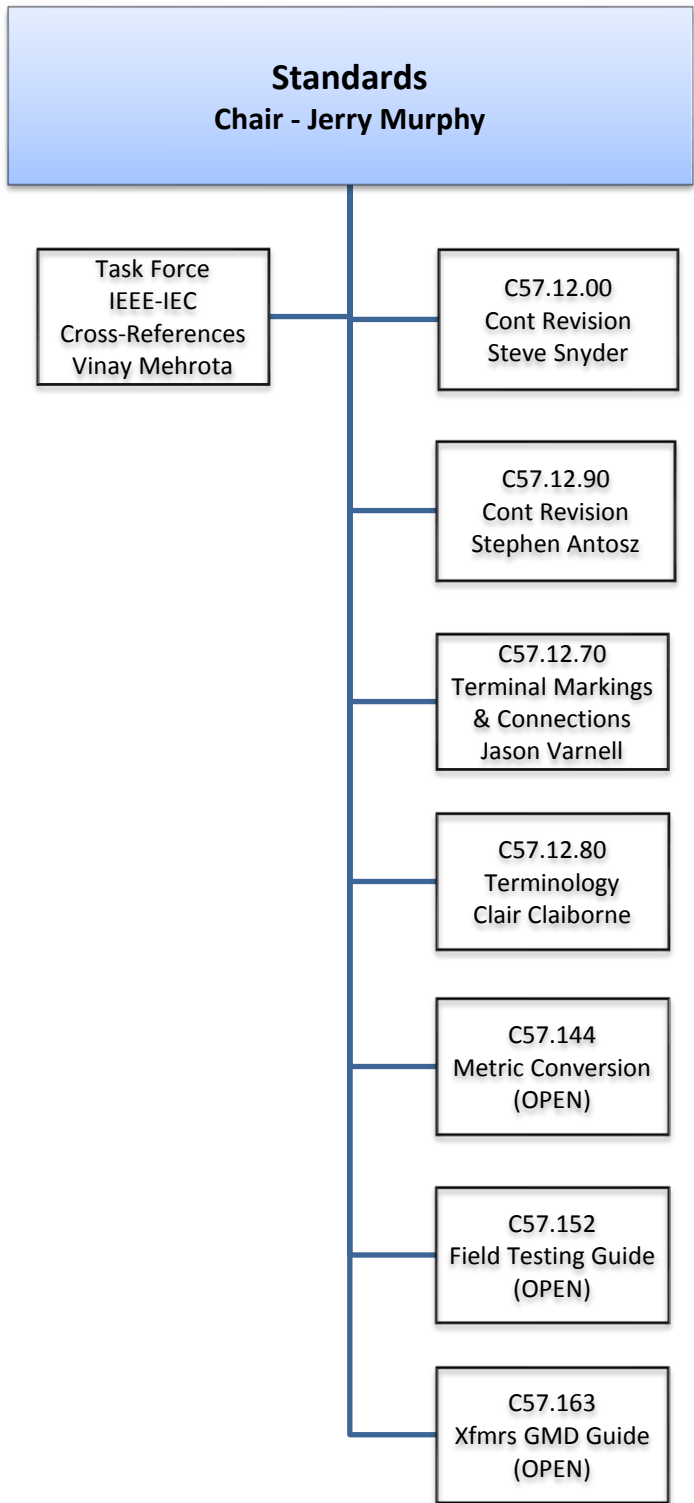 Standards
Chair - Jerry Murphy
Task Force
IEEE-IEC
Cross-References
Vinay Mehrota
C57.12.00
Cont Revision
Steve Snyder
C57.12.90
Cont Revision
Stephen Antosz
C57.12.70
Terminal Markings
& Connections
Jason Varnell
C57.12.80
Terminology
Clair Claiborne
C57.144
Metric Conversion
(OPEN)
C57.152
Field Testing Guide
(OPEN)
C57.163
Xfmrs GMD Guide
(OPEN)